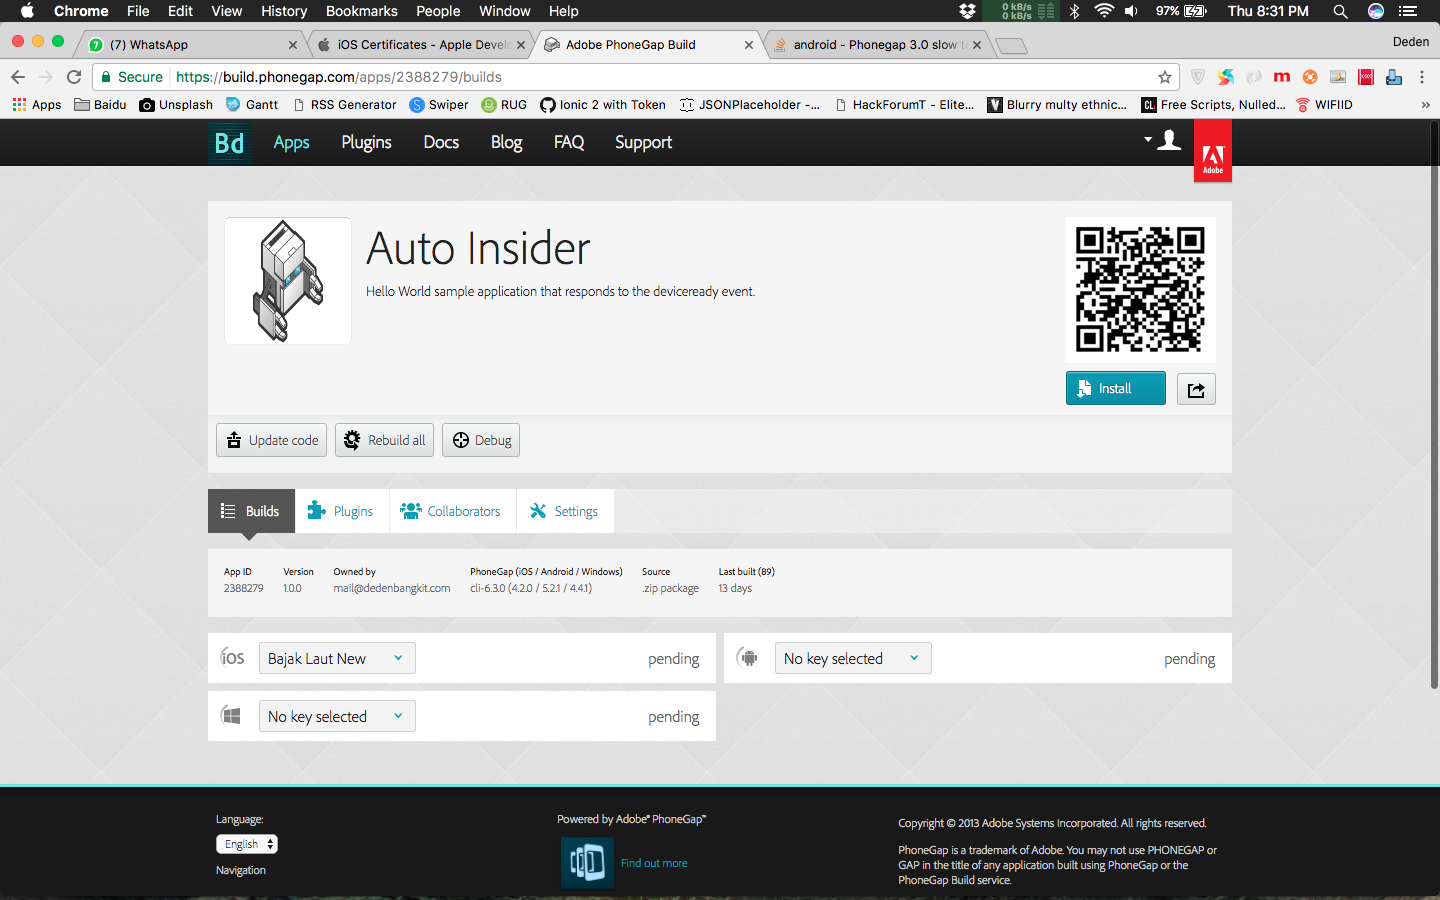 Chrome File Edit View History Bookmarks People Window Help 0 kB/s 0 kB/s 97% Thu 8:31 PM
7 (7) WhatsApp iOS Certificates - Apple Develo Adobe PhoneGap Build android - Phonegap 3.0 slow Deden
Secure https://build.phonegap.com/apps/2388279/builds m
Apps Baidu Unsplash Gantt RSS Generator Swiper RUG Ionic 2 with Token JSONPlaceholder -... HackForumT - Elite... Blurry multy ethnic... Free Scripts, Nulled... WIFIID »
Bd Apps Plugins Docs Blog FAQ Support Adobe
Auto Insider
Hello World sample application that responds to the deviceready event.
Install
Update code Rebuild all Debug
Builds Plugins Collaborators Settings
App ID Version Owned by PhoneGap (iOS / Android / Windows) Source Last built (89)
2388279 1.0.0 mail@dedenbangkit.com cli-6.3.0 (4.2.0 / 5.2.1 / 4.4.1) .zip package 13 days
iOS Bajak Laut New pending No key selected pending
No key selected pending
Language:
English
Navigation
Powered by Adobe® PhoneGap™
Find out more
Copyright © 2013 Adobe Systems Incorporated. All rights reserved.
PhoneGap is a trademark of Adobe. You may not use PHONEGAP or
GAP in the title of any application built using PhoneGap or the
PhoneGap Build service.